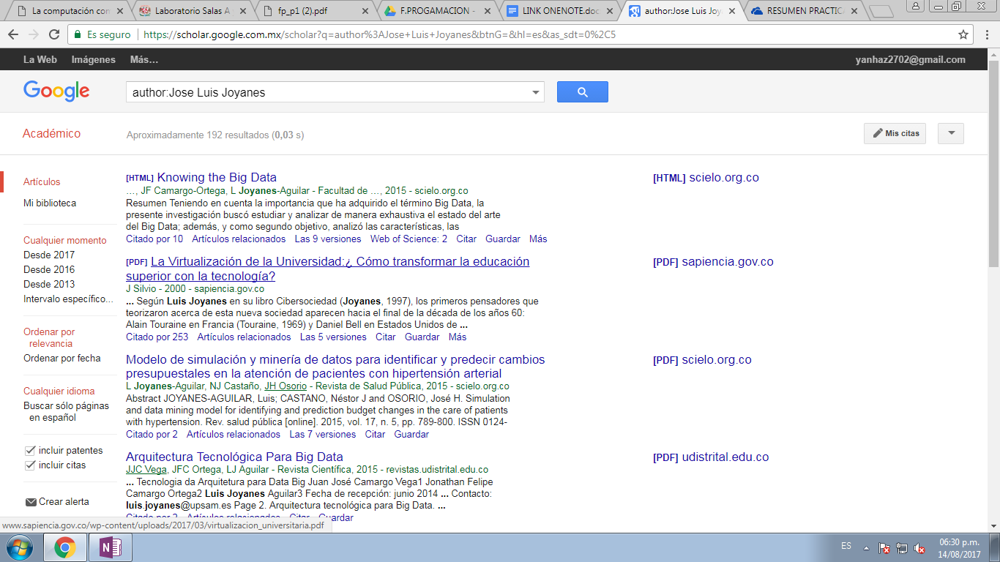 La computación con
Laboratorio Salas A
fp_p1 (2).pdf
F.PROGAMACION -
LINK ONENOTE.doc
author:Jose Luis Joy
RESUMEN PRACTICA
Es seguro
https://scholar.google.com.mx/scholar?q=author%3AJose+Luis+Joyanes&btnG=&hl=es&as_sdt=0%2C5
La Web Imágenes Más... yanhaz2702@gmail.com
Google
author:Jose Luis Joyanes
Académico
Aproximadamente 192 resultados (0,03 s)
Mis citas
Artículos
Mi biblioteca
Cualquier momento
Desde 2017
Desde 2016
Desde 2013
Intervalo específico...
Ordenar por
relevancia
Ordenar por fecha
Cualquier idioma
Buscar sólo páginas
en español
incluir patentes
incluir citas
Crear alerta
[HTML] Knowing the Big Data
[HTML] scielo.org.co
…, JF Camargo-Ortega, L Joyanes-Aguilar - Facultad de …, 2015 - scielo.org.co
Resumen Teniendo en cuenta la importancia que ha adquirido el término Big Data, la
presente investigación buscó estudiar y analizar de manera exhaustiva el estado del arte
del Big Data; además, y como segundo objetivo, analizó las características, las
Citado por 10 Artículos relacionados Las 9 versiones Web of Science: 2 Citar Guardar Más
[PDF] La Virtualización de la Universidad:¿ Cómo transformar la educación
superior con la tecnología?
[PDF] sapiencia.gov.co
J Silvio - 2000 - sapiencia.gov.co
... Según Luis Joyanes en su libro Cibersociedad (Joyanes, 1997), los primeros pensadores que
teorizaron acerca de esta nueva sociedad aparecen hacia el final de la década de los años 60:
Alain Touraine en Francia (Touraine, 1969) y Daniel Bell en Estados Unidos de ...
Citado por 253 Artículos relacionados Las 5 versiones Citar Guardar Más
Modelo de simulación y minería de datos para identificar y predecir cambios
presupuestales en la atención de pacientes con hipertensión arterial
[PDF] scielo.org.co
L Joyanes-Aguilar, NJ Castaño, JH Osorio - Revista de Salud Pública, 2015 - scielo.org.co
Abstract JOYANES-AGUILAR, Luis; CASTANO, Néstor J and OSORIO, José H. Simulation
and data mining model for identifying and prediction budget changes in the care of patients
with hypertension. Rev. salud pública [online]. 2015, vol. 17, n. 5, pp. 789-800. ISSN 0124-
Citado por 2 Artículos relacionados Las 7 versiones Citar Guardar
Arquitectura Tecnológica Para Big Data
[PDF] udistrital.edu.co
JJC Vega, JFC Ortega, LJ Aguilar - Revista Científica, 2015 - revistas.udistrital.edu.co
... Tecnologia da Arquitetura para Data Big Juan José Camargo Vega1 Jonathan Felipe
Camargo Ortega2 Luis Joyanes Aguilar3 Fecha de recepción: junio 2014 ... Contacto:
luis.joyanes@upsam.es Page 2. Arquitectura tecnológica para Big Data. ...
Citado por 2 Artículos relacionados Citar Guardar
www.sapiencia.gov.co/wp-content/uploads/2017/03/virtualizacion_universitaria.pdf
ES
06:30 p.m.
14/08/2017